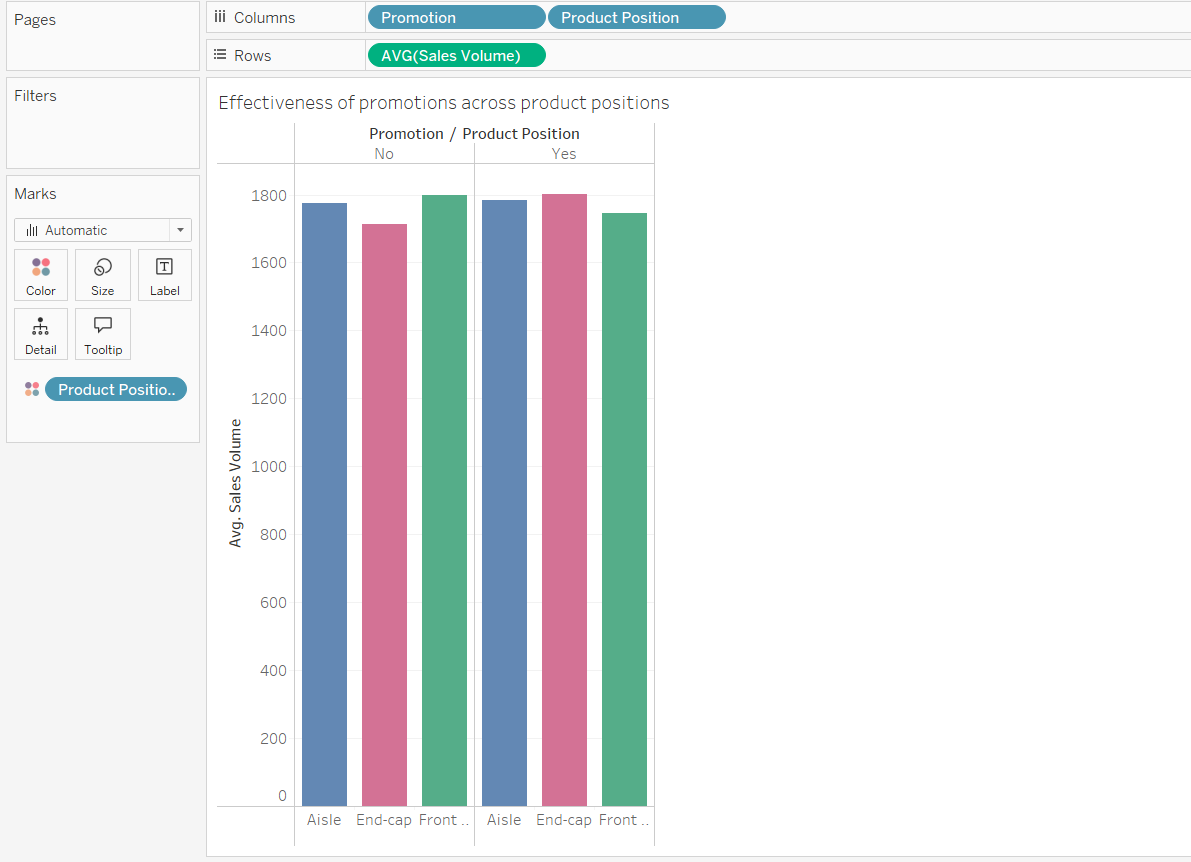 Pages
Columns
Promotion
Product Position
Rows
AVG(Sales Volume)
Filters
Marks
Automatic
Color
Size
Label
Detail
Tooltip
Product Positio..
Effectiveness of promotions across product positions
Promotion / Product Position
No
Yes
Avg. Sales Volume
1800
1600
1400
1200
1000
800
600
400
200
0
Aisle
End-cap
Front ..
Aisle
End-cap
Front ..